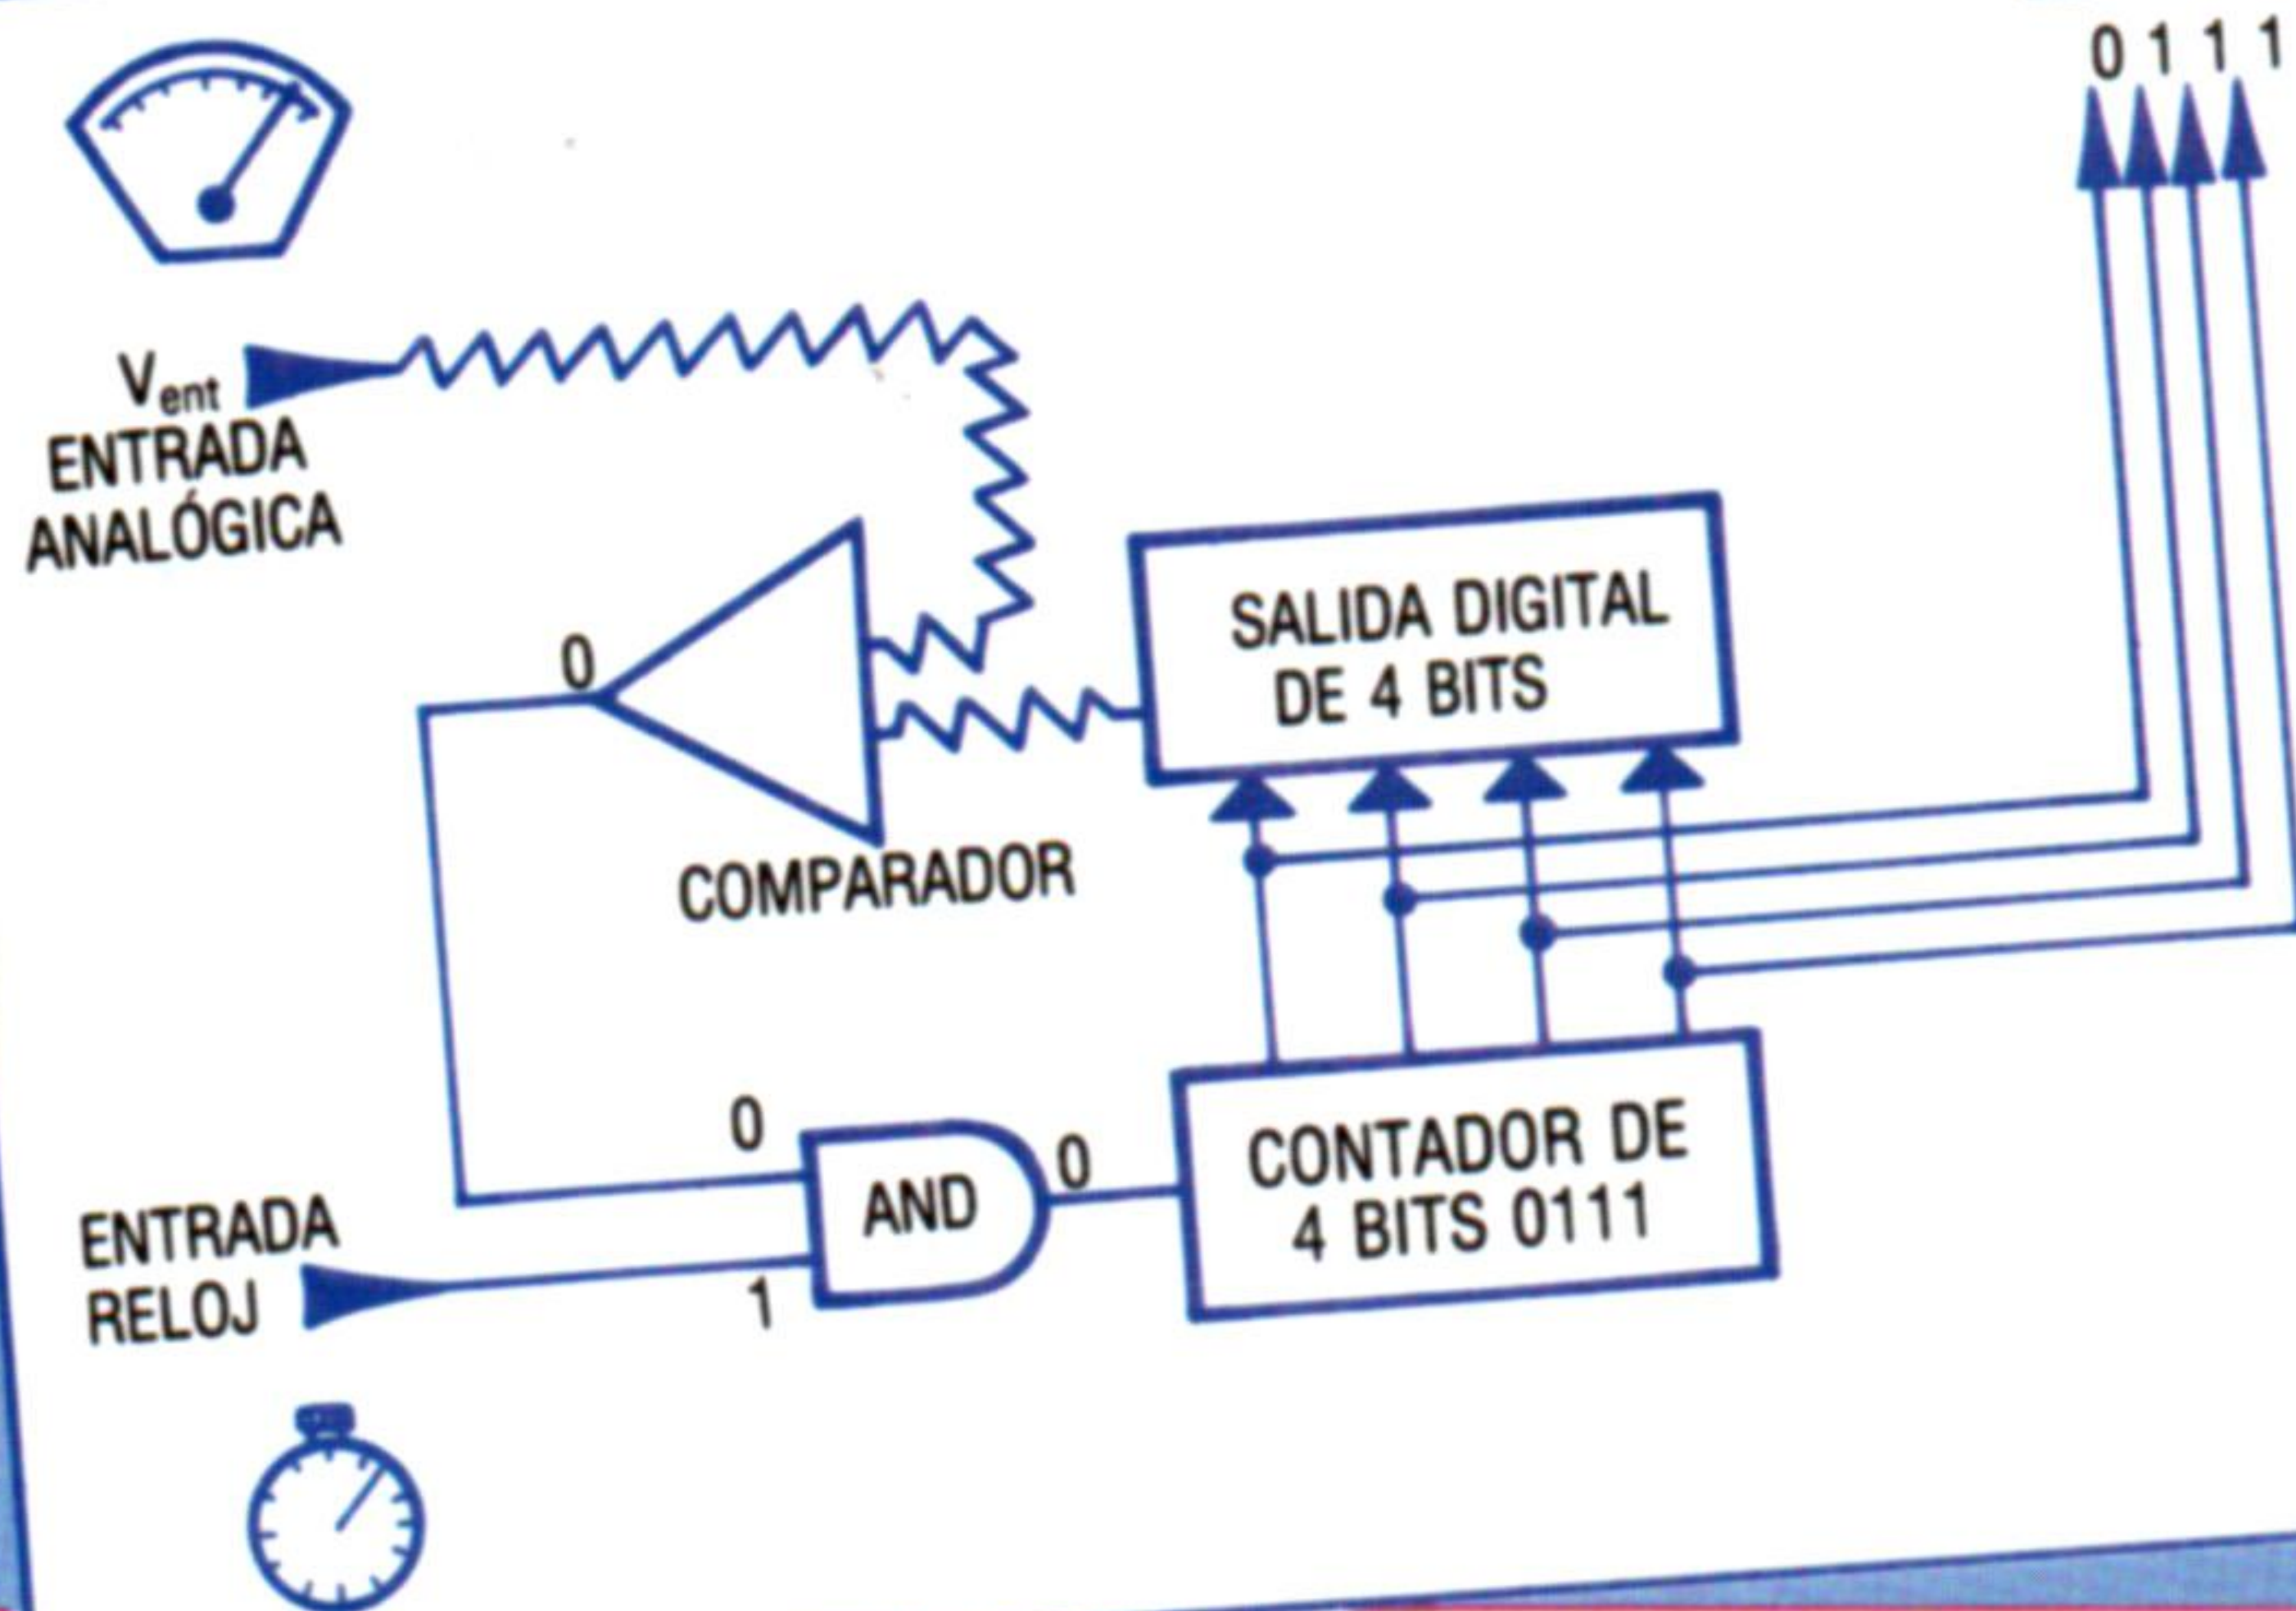 0 1 1 1
Vent
ENTRADA
ANALÓGICA
SALIDA DIGITAL
DE 4 BITS
0
COMPARADOR
0
AND
0
CONTADOR DE
4 BITS 0111
ENTRADA
RELOJ
1